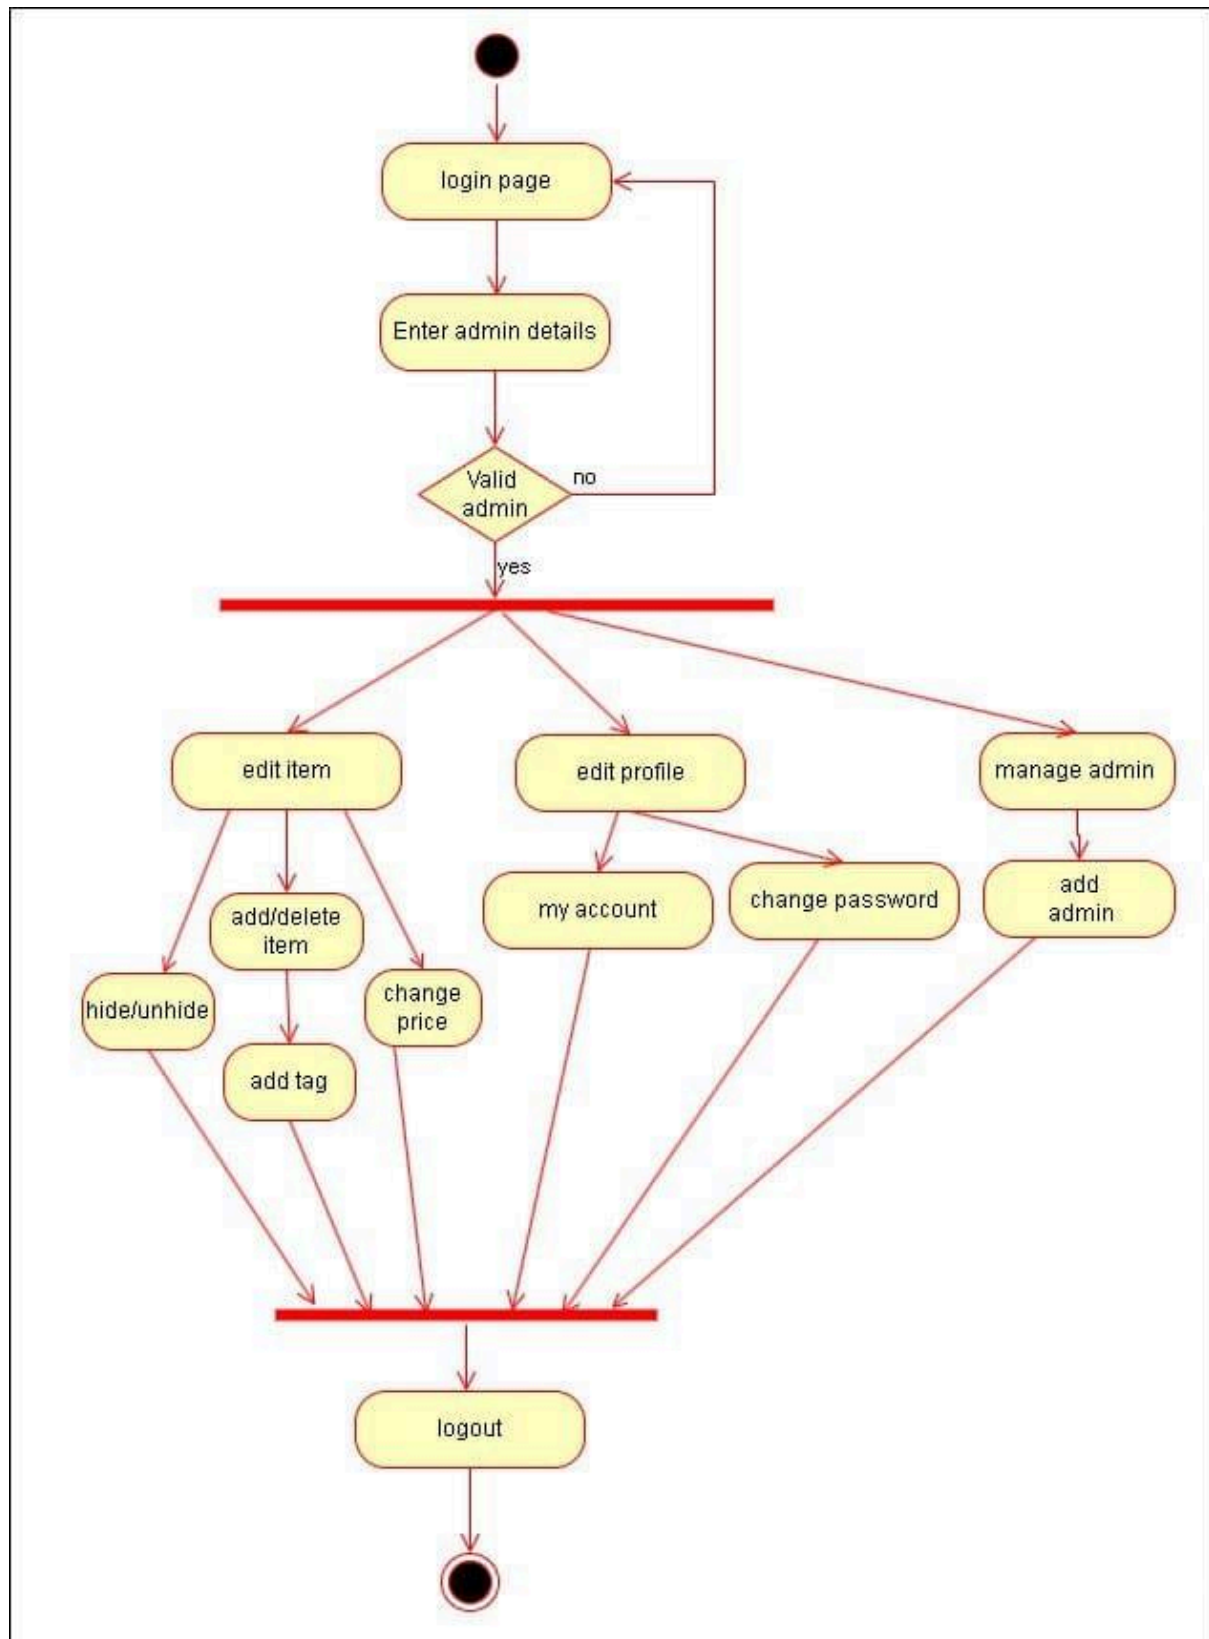 login page
Enter admin details
Valid
admin
no
yes
edit item
edit profile
manage admin
my account
change password
add
admin
add/delete
item
hide/unhide
change
price
add tag
logout